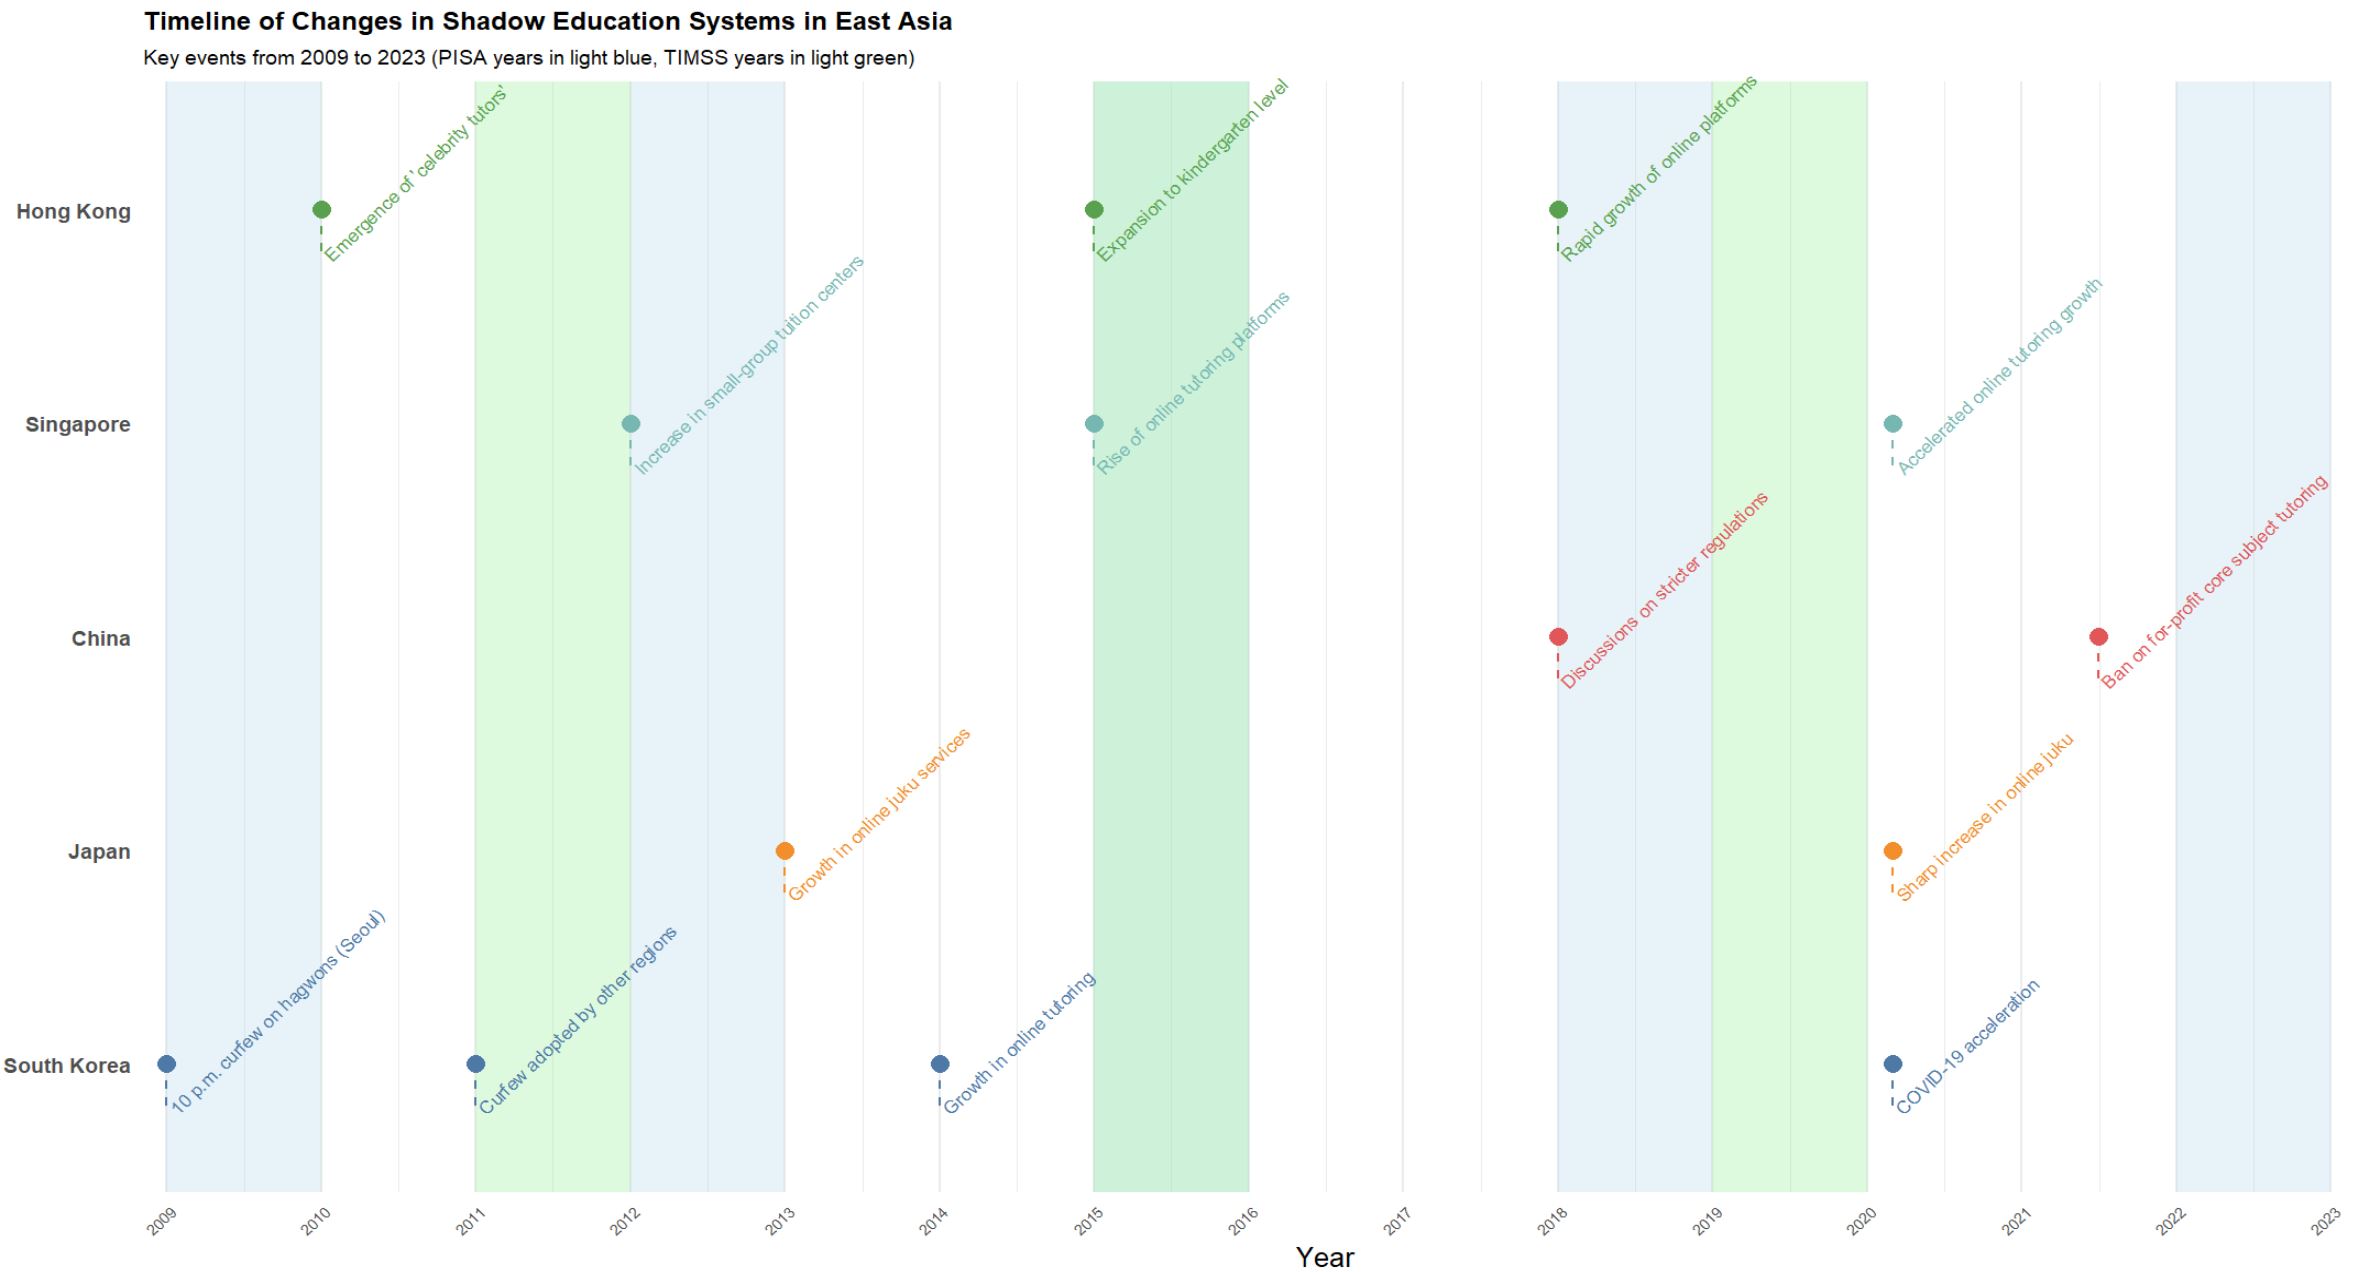 Timeline of Changes in Shadow Education Systems in East Asia
Key events from 2009 to 2023 (PISA years in light blue, TIMSS years in light green)
Hong Kong
Emergence of 'celebrity tutors'
Expansion to kindergarten level
Rapid growth of online platforms
Singapore
Increase in small-group tuition centers
Rise of online tutoring platforms
Accelerated online tutoring growth
China
Discussions on stricter regulations
Ban on for-profit core subject tutoring
Japan
Growth in online juku services
Sharp increase in online juku
South Korea
10 p.m. curfew on hagwons (Seoul)
Curfew adopted by other regions
Growth in online tutoring
COVID-19 acceleration
2009
2010
2011
2012
2013
2014
2015
2016
2017
2018
2019
2020
2021
2022
2023
Year